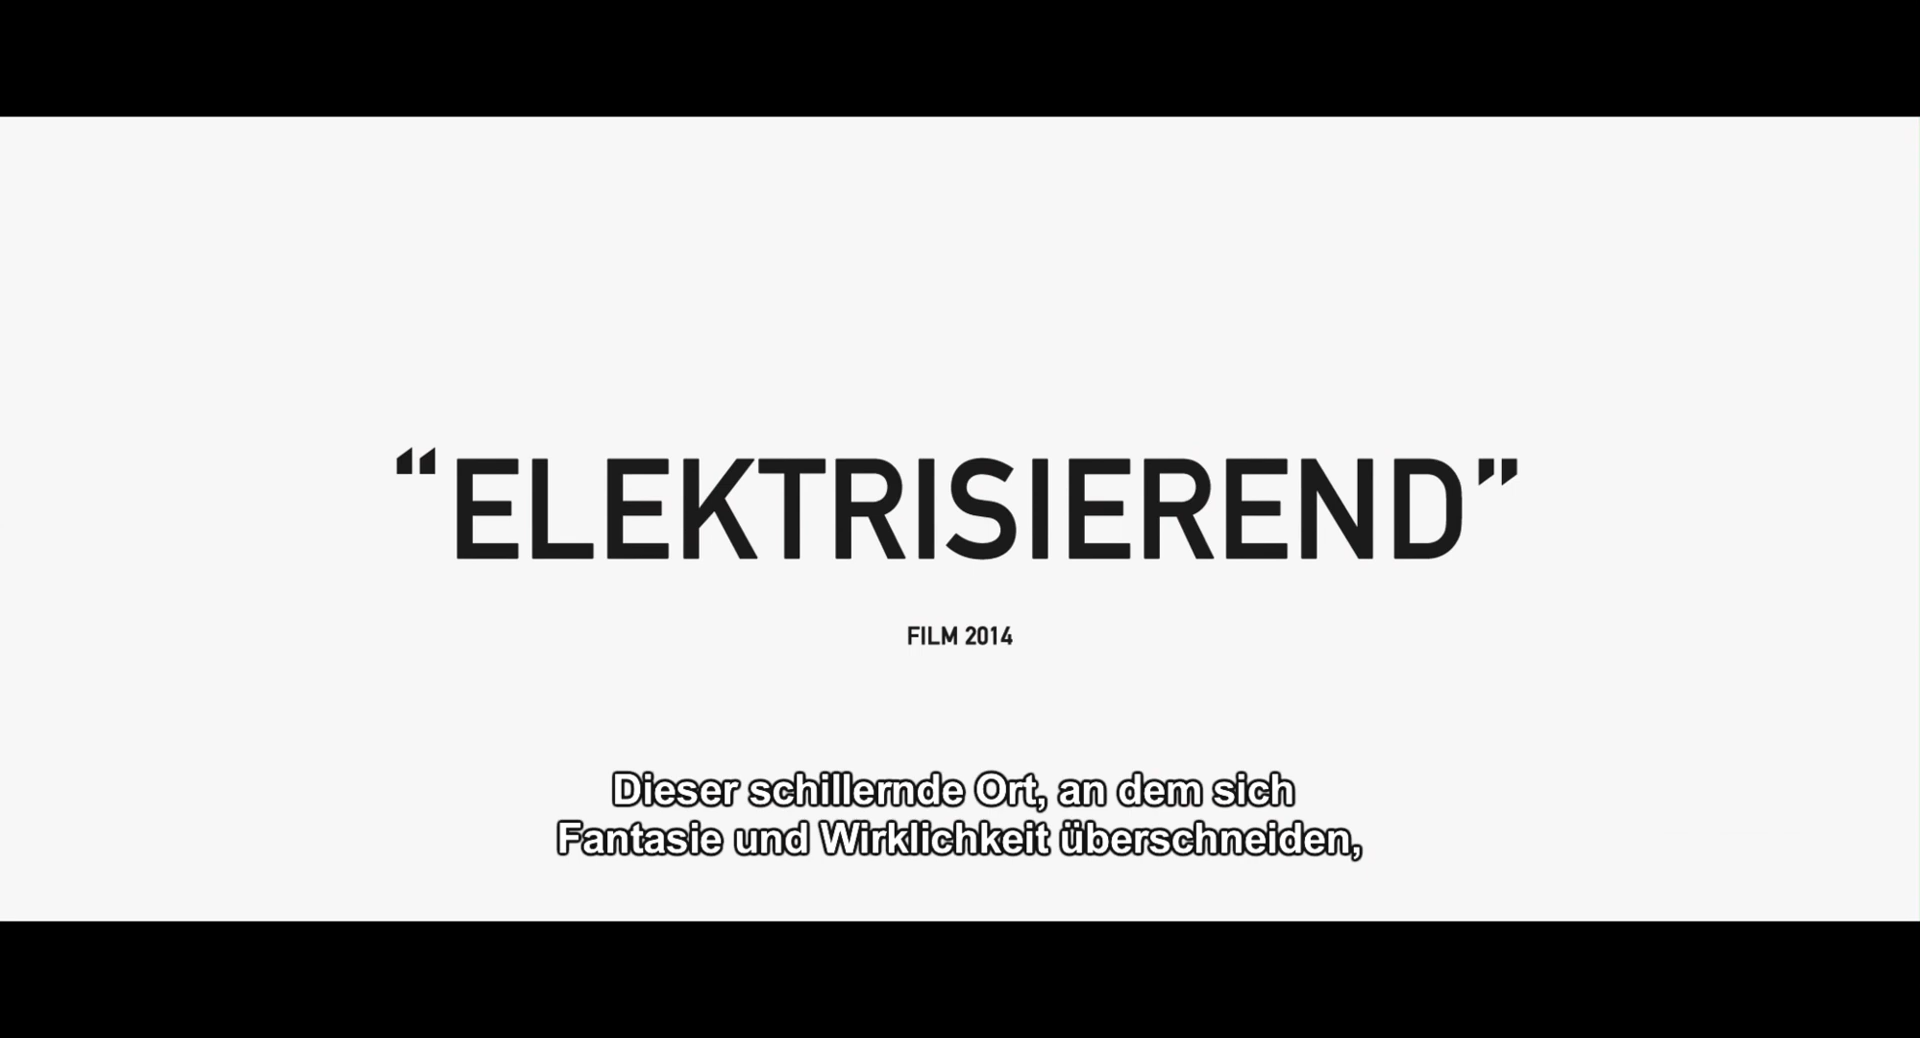 “ELEKTRISIEREND”
FILM 2014
Dieser schillernde Ort, an dem sich
Fantasie und Wirklichkeit überschneiden,